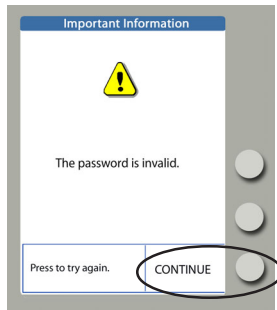 Important Information
The password is invalid.
Press to try again.
CONTINUE